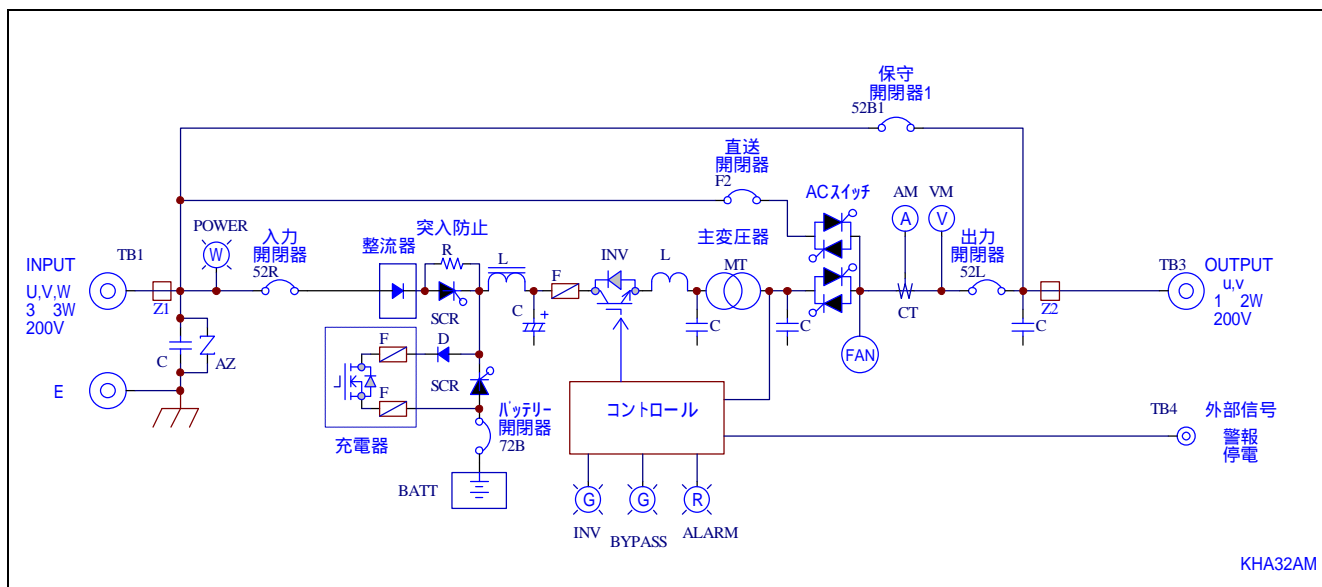 保守
開閉器1
52B1
直送
開閉器
F2
ACスイッチ
AM
VM
A
V
POWER
W
入力
開閉器
52R
整流器
突入防止
R
SCR
L
C
+
F
INV
L
主変圧器
MT
C
C
出力
開閉器
52L
CT
FAN
C
TB1
INPUT
U,V,W
3 3W
200V
Z1
Z2
TB3
OUTPUT
u,v
1 2W
200V
C
AZ
E
F
D
F
SCR
充電器
バッテリー
開閉器
72B
BATT
コントロール
TB4
外部信号
警報
停電
G
G
R
INV
BYPASS
ALARM
KHA32AM